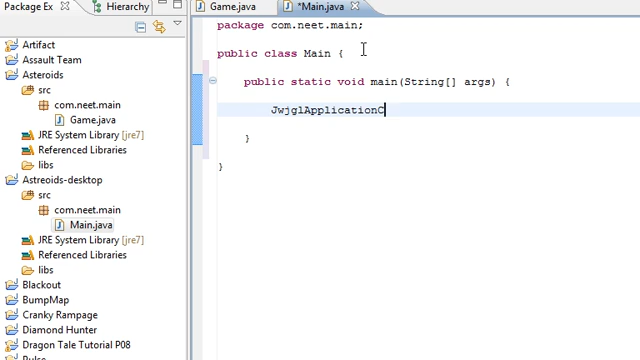 Package Ex
Hierarchy
Game.java
*Main.java
Artifact
Assault Team
Asteroids
src
com.neet.main
Game.java
JRE System Library [jre7]
Referenced Libraries
libs
Astreoids-desktop
src
com.neet.main
Main.java
JRE System Library [jre7]
Referenced Libraries
libs
Blackout
BumpMap
Cranky Rampage
Diamond Hunter
Dragon Tale Tutorial P08
Pulse
package com.neet.main;
public class Main {
public static void main(String[] args) {
JwjglApplicationC
}
}